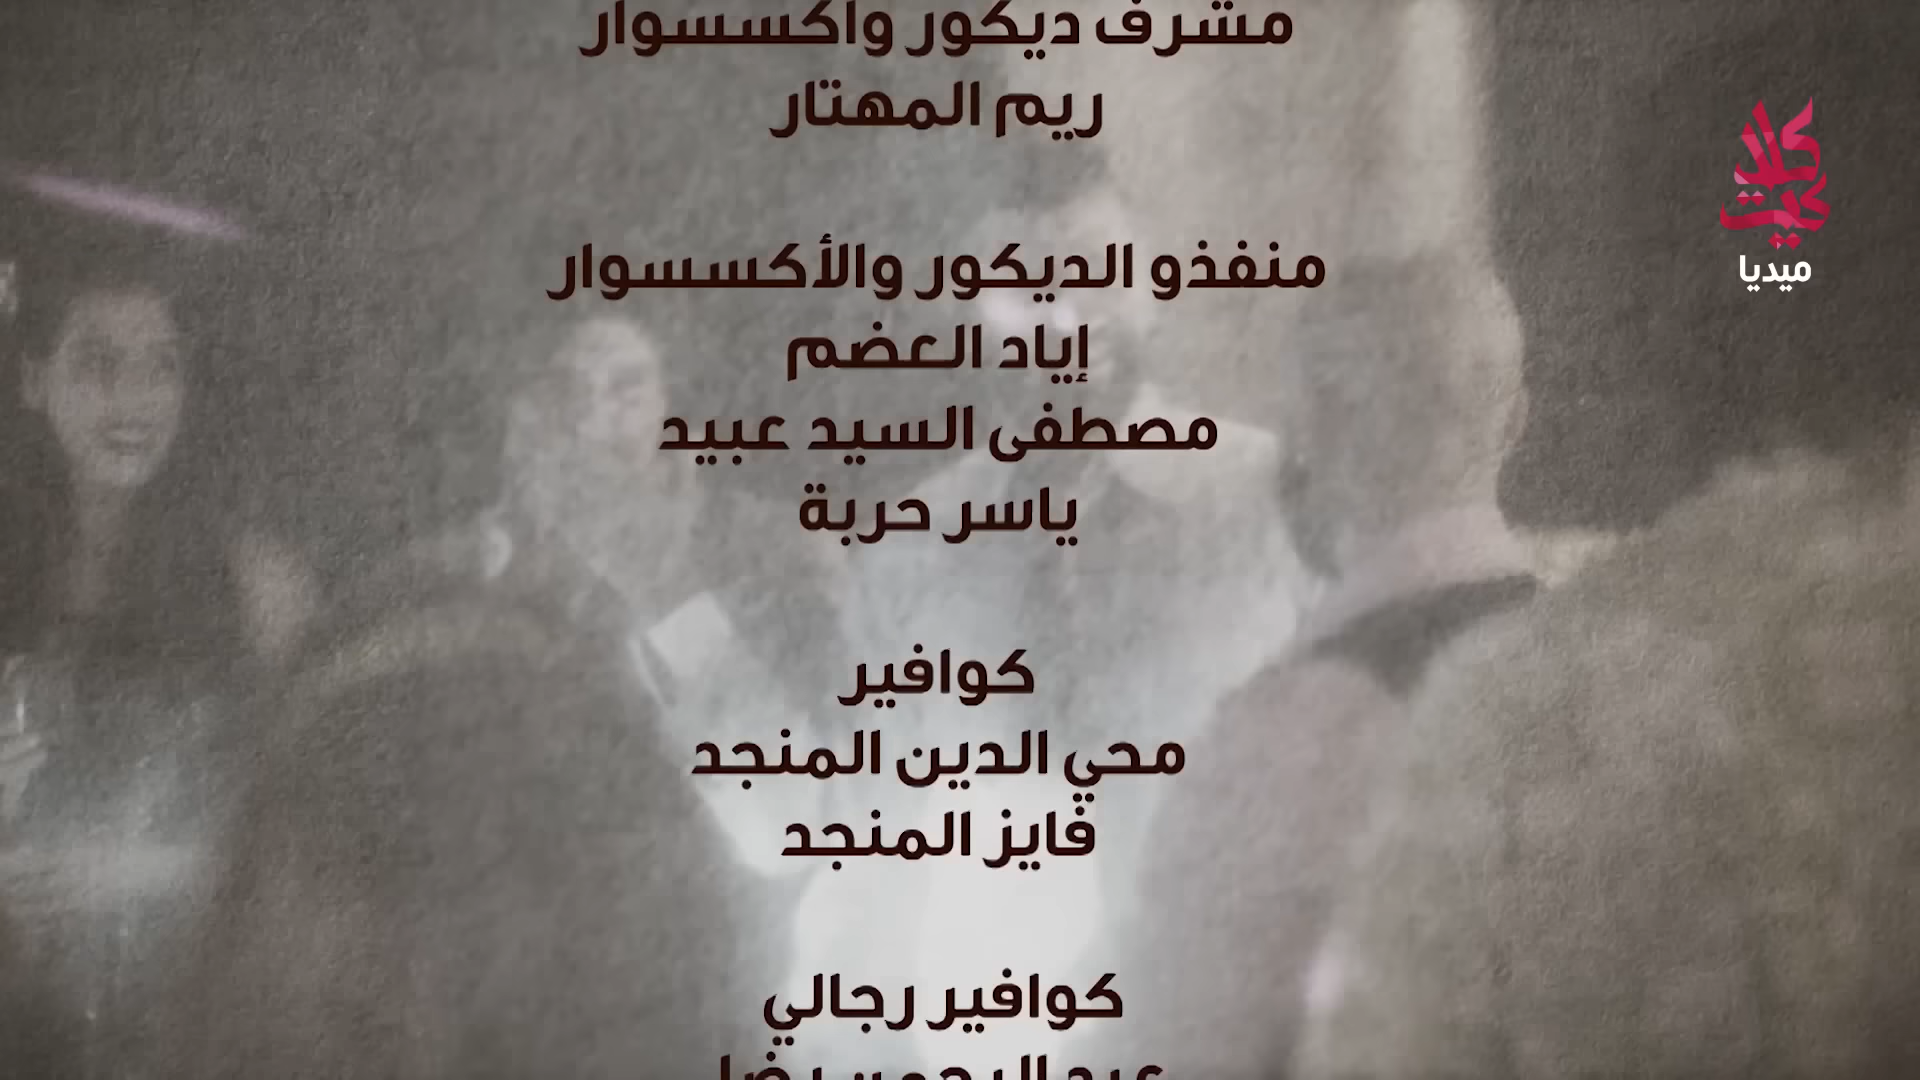 مشرف ديكور واكسسوار
ريم المهتار
منفذو الديكور والأكسسوار
إياد العضم
مصطفى السيد عبيد
ياسر حربة
كوافير
محي الدين المنجد
فايز المنجد
كوافير رجالي
كلاكيت
ميديا